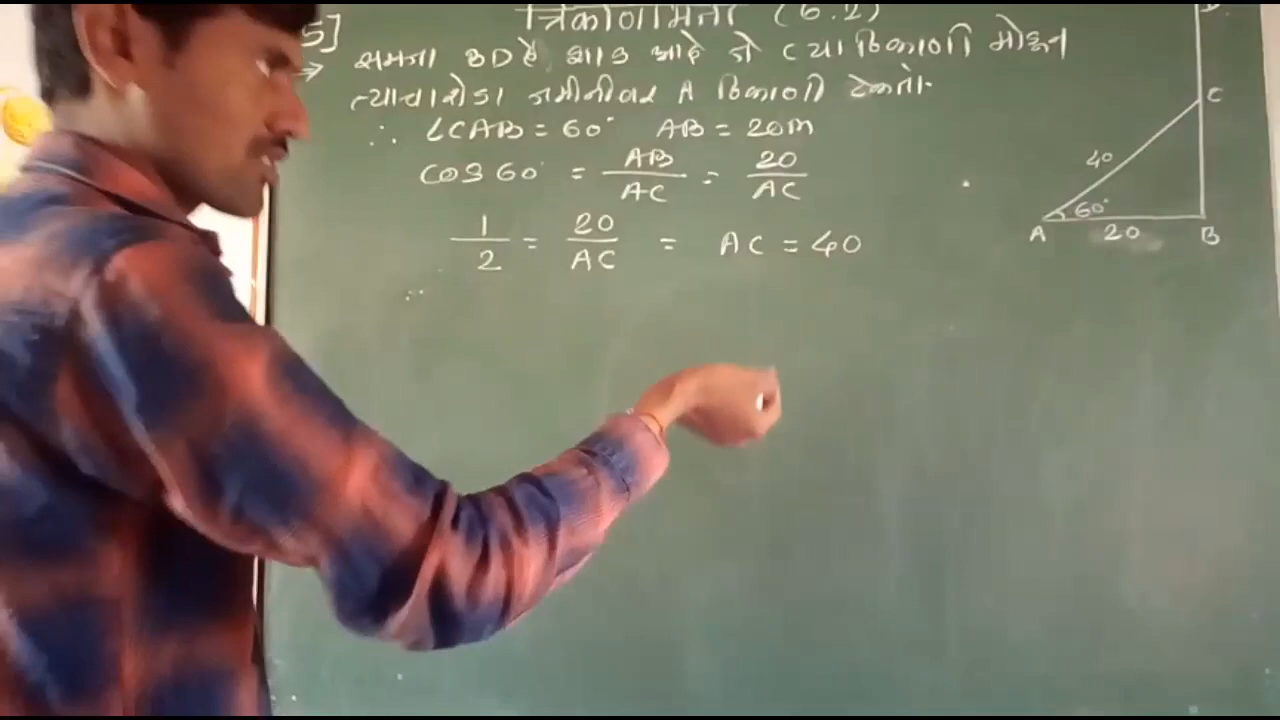 त्रिकोणमिती (6.2)
5]
⇒ समजा BD हे झाड आहे ते C च्या ठिकाणी मोडून
त्याचा शेंडा जमीनीवर A ठिकाणी टेकतो.
∴ ∠CAB = 60° AB = 20m
cos 60° = AB/AC = 20/AC
1/2 = 20/AC = AC = 40
∴
D
C
40
60°
A 20 B